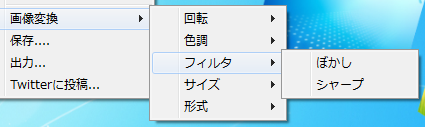 画像変換
保存....
出力...
Twitterに投稿...
回転
色調
フィルタ
サイズ
形式
ぼかし
シャープ